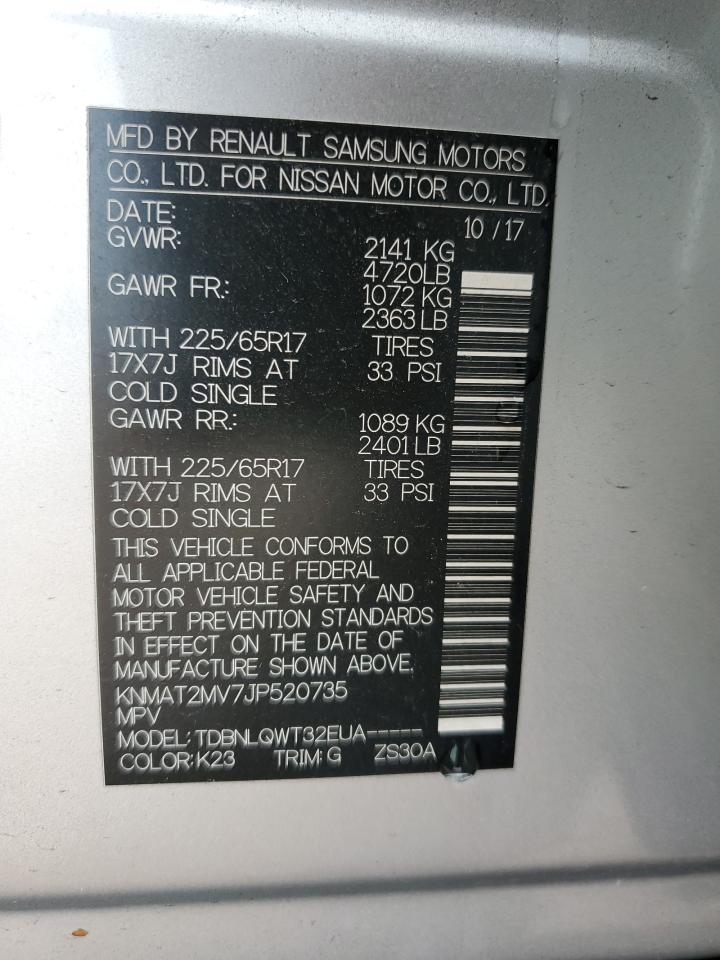 MFD BY RENAULT SAMSUNG MOTORS
CO., LTD. FOR NISSAN MOTOR CO., LTD.
DATE: 10 / 17
GVWR: 2141 KG
4720LB
GAWR FR.: 1072 KG
2363 LB
WITH 225/65R17 TIRES
17X7J RIMS AT 33 PSI
COLD SINGLE
GAWR RR.: 1089 KG
2401 LB
WITH 225/65R17 TIRES
17X7J RIMS AT 33 PSI
COLD SINGLE
THIS VEHICLE CONFORMS TO
ALL APPLICABLE FEDERAL
MOTOR VEHICLE SAFETY AND
THEFT PREVENTION STANDARDS
IN EFFECT ON THE DATE OF
MANUFACTURE SHOWN ABOVE.
KNMAT2MV7JP520735
MPV
MODEL: TDBNLQWT32EUA-----
COLOR:K23 TRIM: G ZS30A